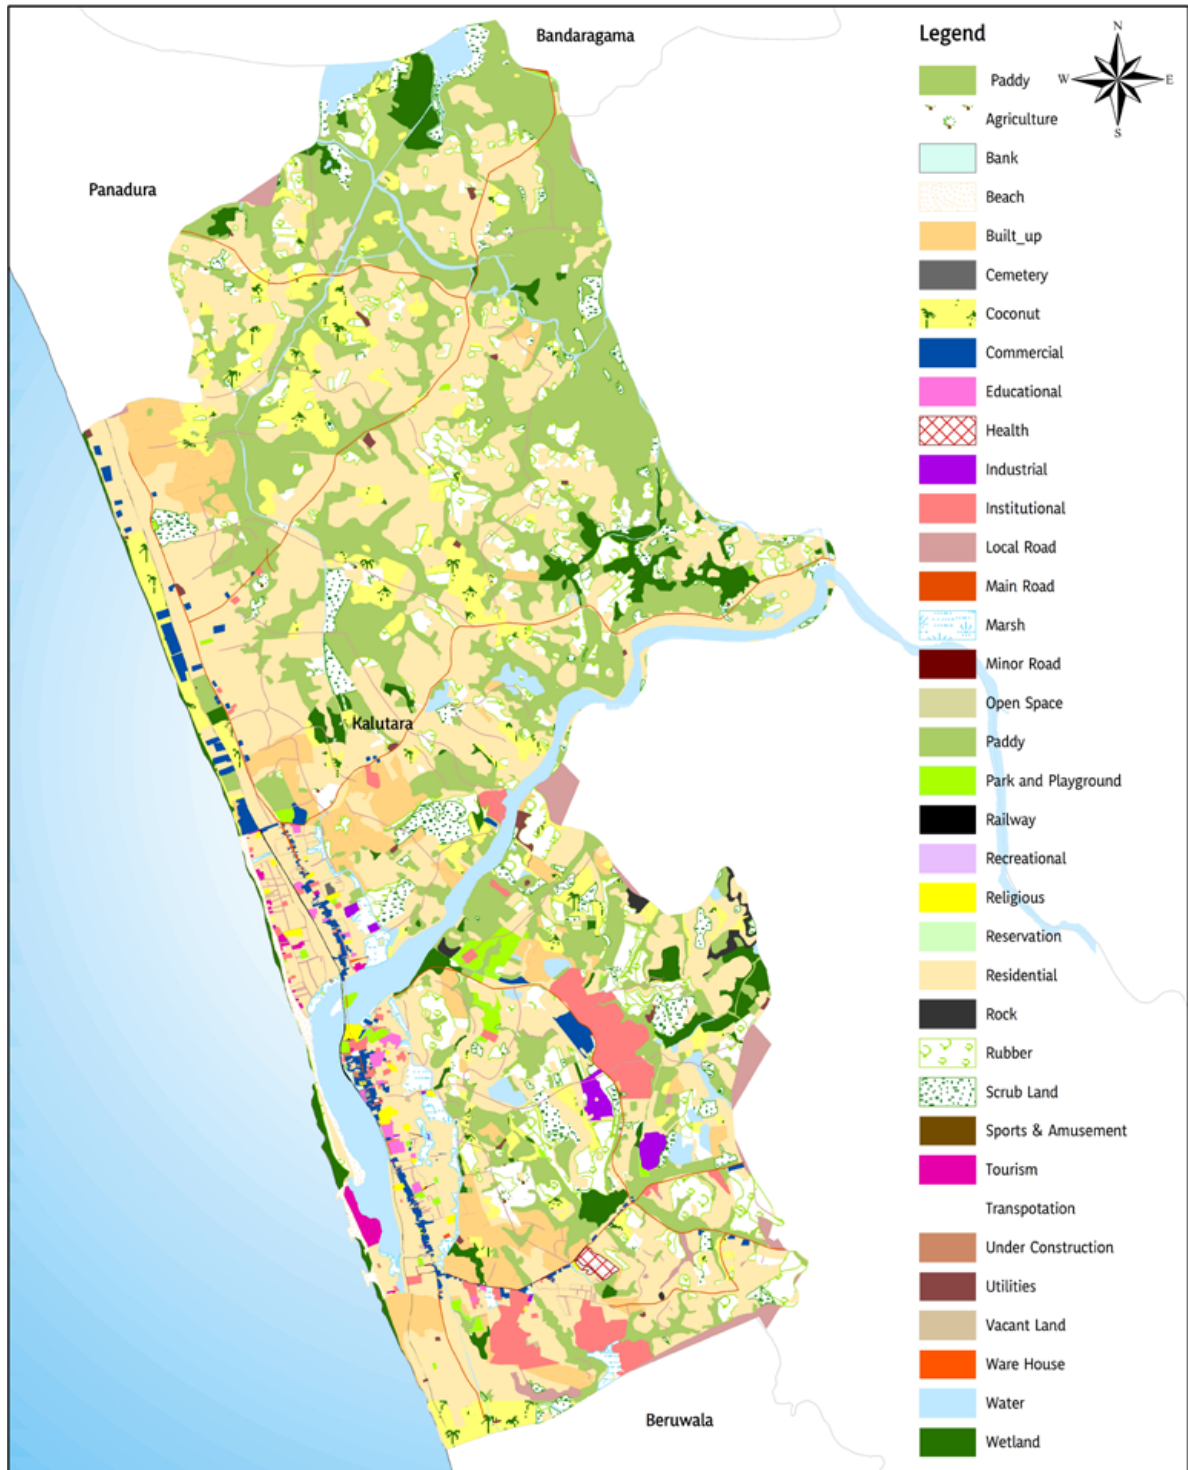 Bandaragama
Panadura
Kalutara
Beruwala
Legend
N
W
E
S
Paddy
Agriculture
Bank
Beach
Built_up
Cemetery
Coconut
Commercial
Educational
Health
Industrial
Institutional
Local Road
Main Road
Marsh
Minor Road
Open Space
Paddy
Park and Playground
Railway
Recreational
Religious
Reservation
Residential
Rock
Rubber
Scrub Land
Sports & Amusement
Tourism
Transpotation
Under Construction
Utilities
Vacant Land
Ware House
Water
Wetland